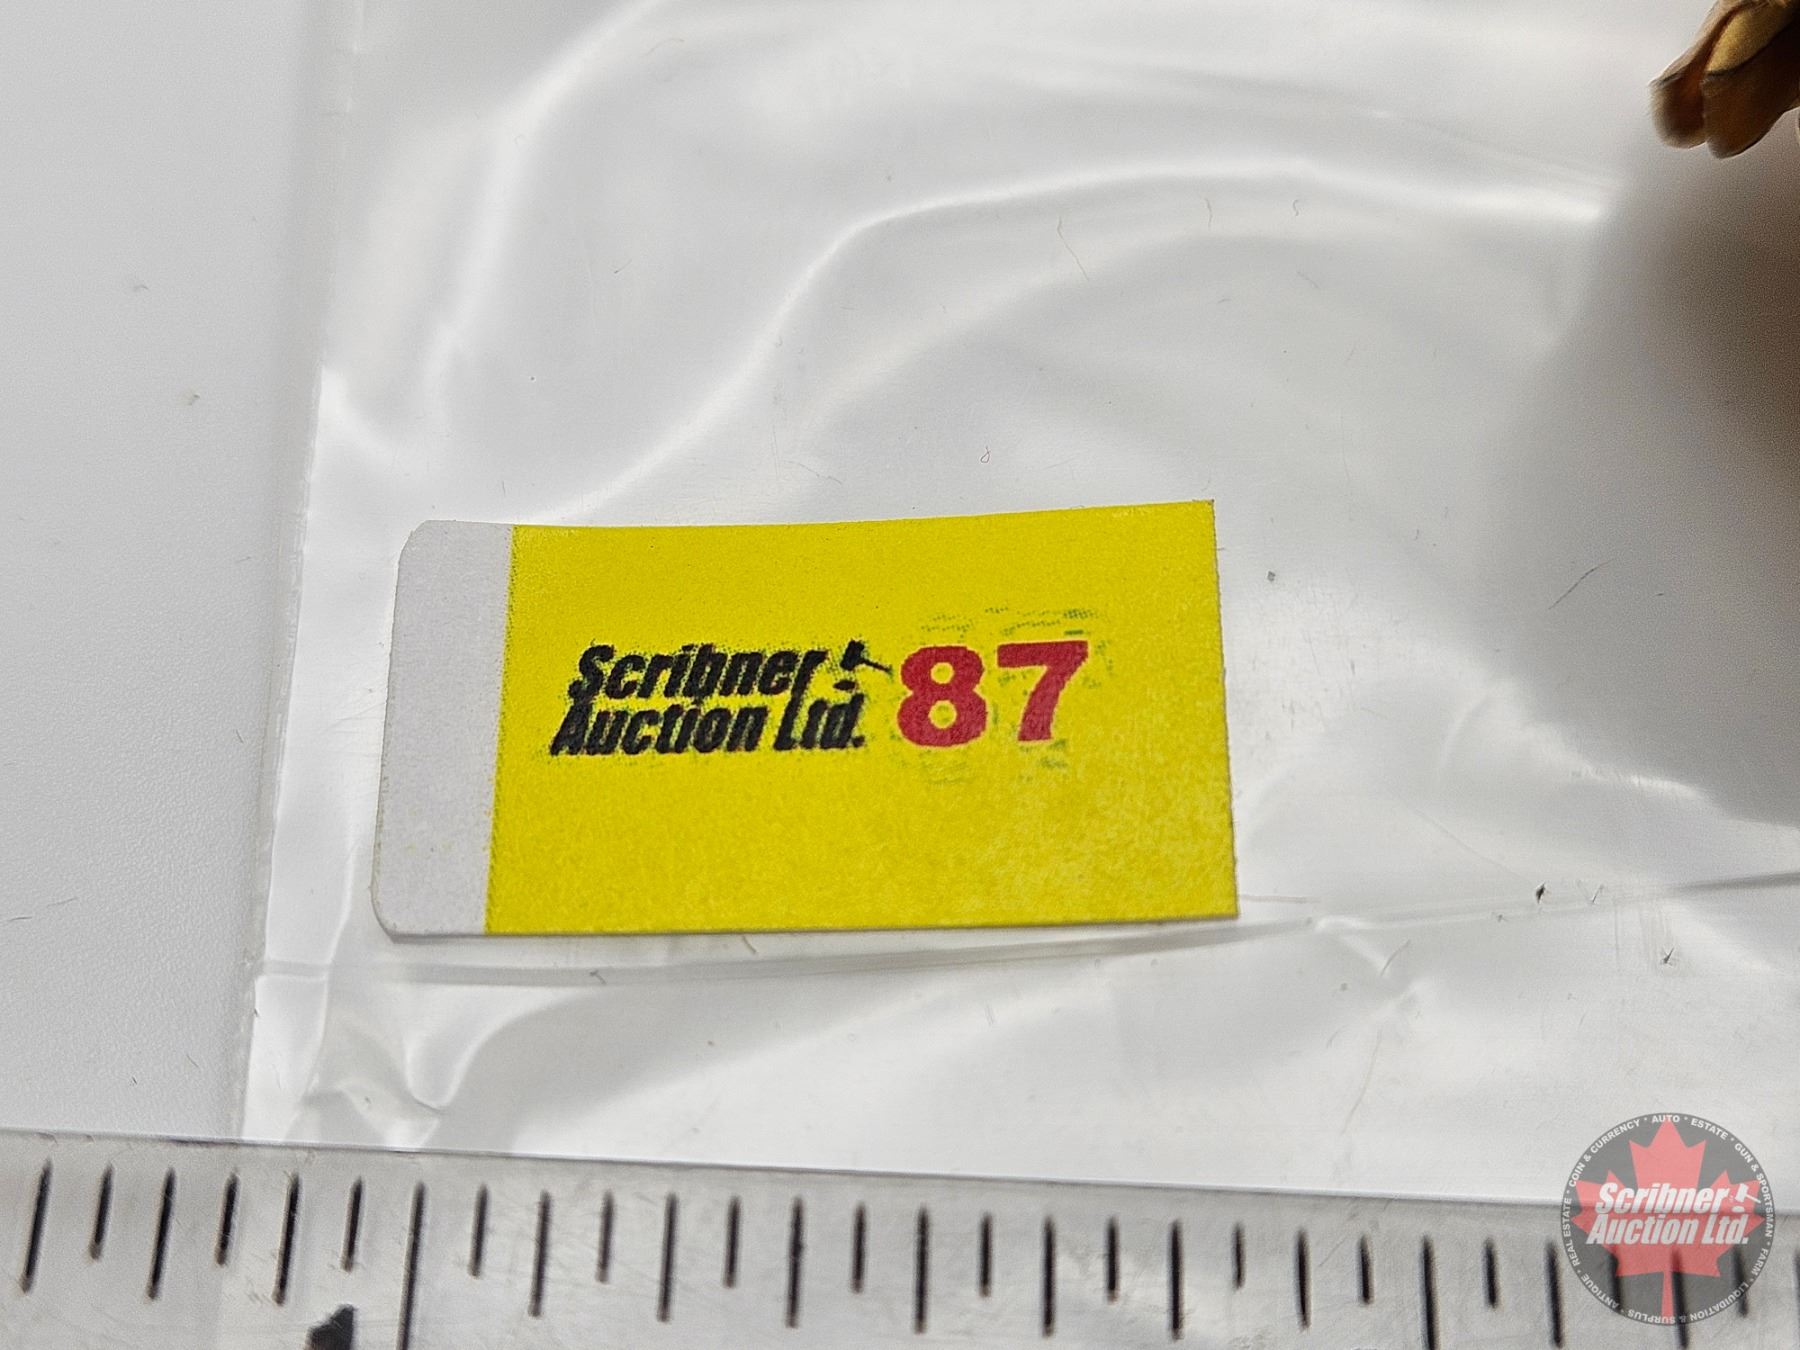 Scribner
Auction Ltd.
87
COIN & CURRENCY · AUTO · ESTATE · GUN & SPORTSMAN · FARM · LIQUIDATION & SURPLUS · ANTIQUE · REAL ESTATE ·
Scribner
Auction Ltd.